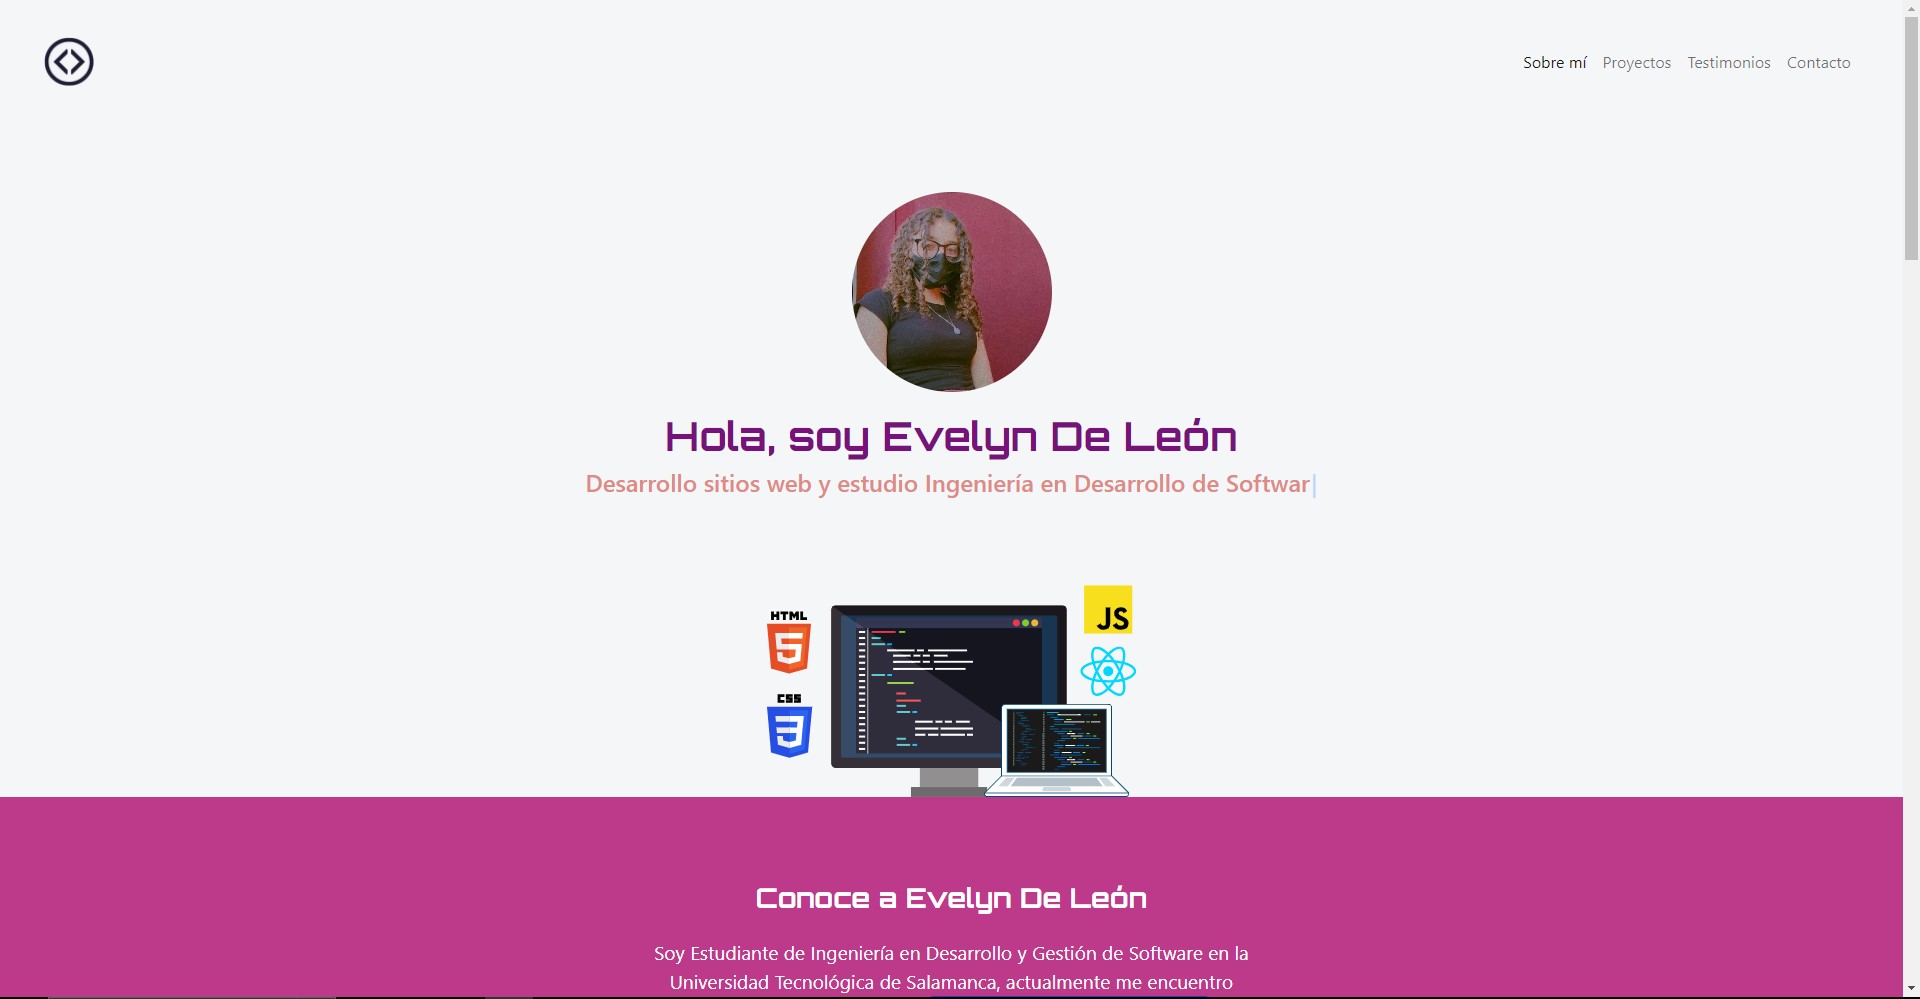 Sobre mí Proyectos Testimonios Contacto
Hola, soy Evelyn De León
Desarrollo sitios web y estudio Ingeniería en Desarrollo de Softwar
HTML
5
JS
CSS
3
Conoce a Evelyn De León
Soy Estudiante de Ingeniería en Desarrollo y Gestión de Software en la
Universidad Tecnológica de Salamanca, actualmente me encuentro